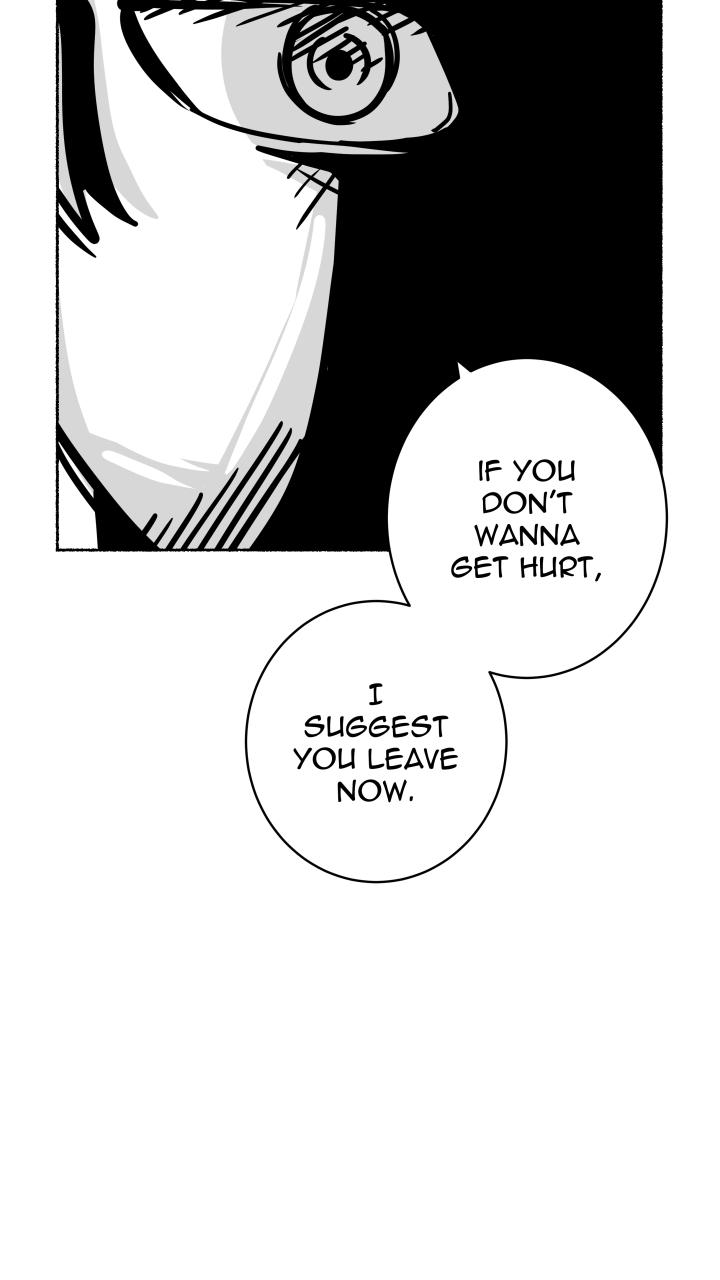 IF YOU
DON'T
WANNA
GET HURT,
I
SUGGEST
YOU LEAVE
NOW.